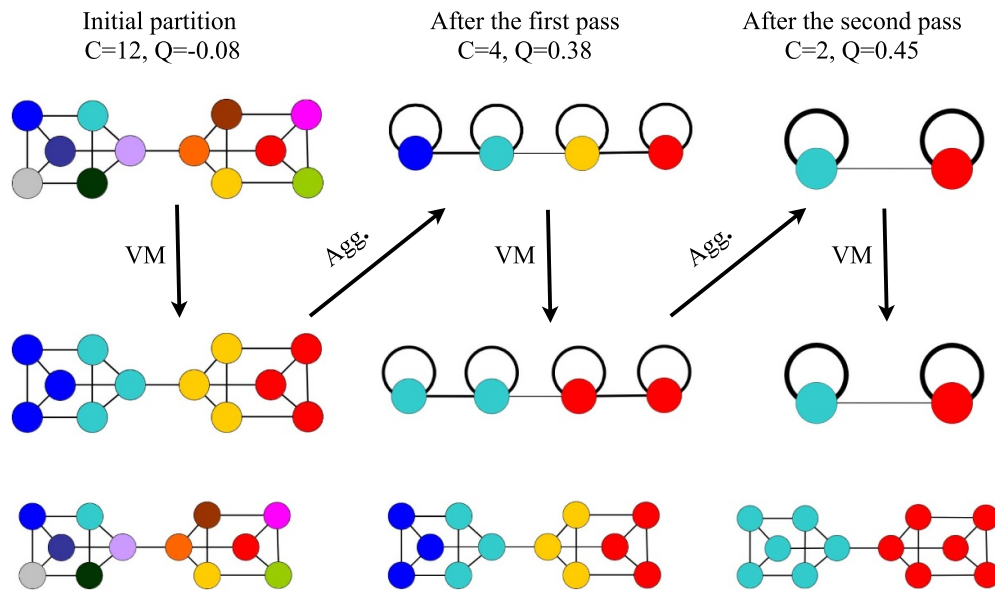 Initial partition
C=12, Q=-0.08
After the first pass
C=4, Q=0.38
After the second pass
C=2, Q=0.45
VM
Agg.
VM
Agg.
VM